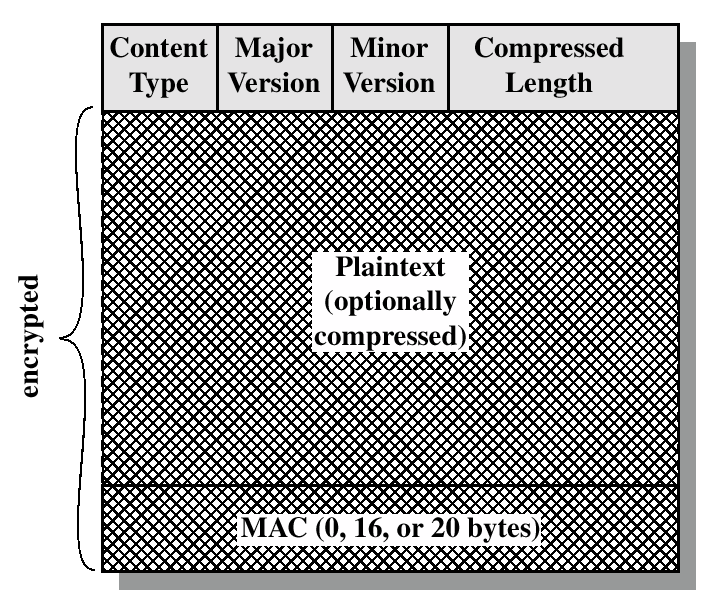 Content Type
Major Version
Minor Version
Compressed Length
encrypted
Plaintext
(optionally
compressed)
MAC (0, 16, or 20 bytes)